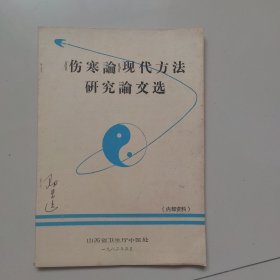 《伤寒論》现代方法
研究論文选
（内部资料）
山西省卫生厅中医处